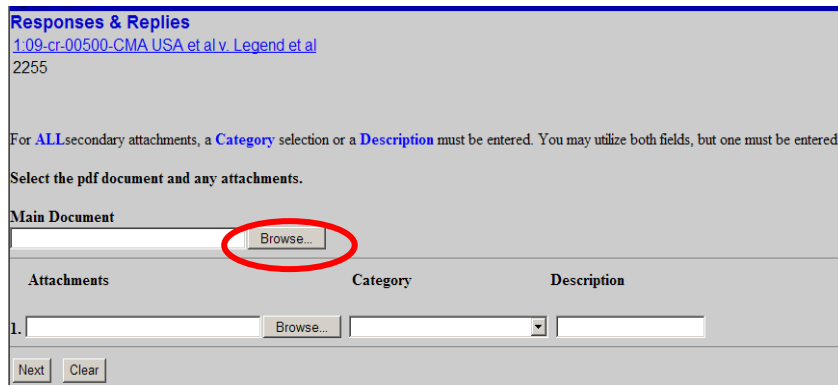 Responses & Replies
1:09-cr-00500-CMA USA et al v. Legend et al
2255
For ALLsecondary attachments, a Category selection or a Description must be entered. You may utilize both fields, but one must be entered
Select the pdf document and any attachments.
Main Document
Browse...
Attachments Category Description
1. Browse...
Next Clear